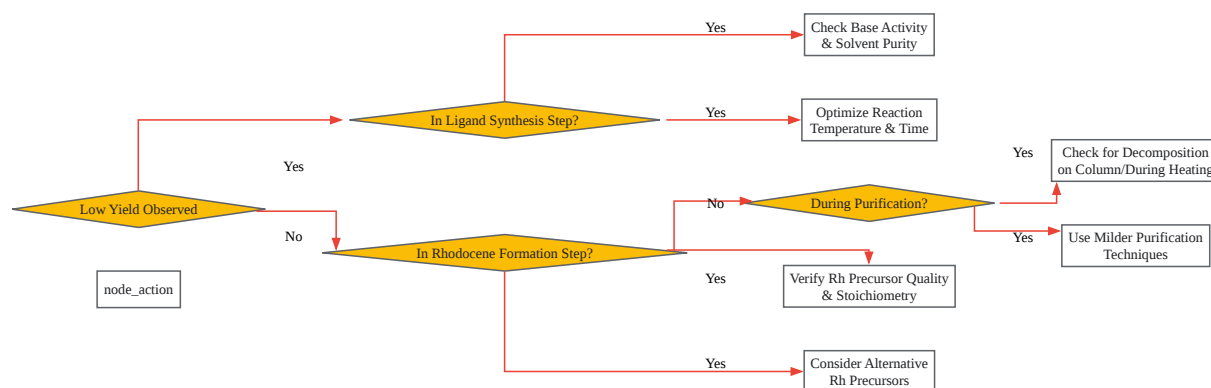 Yes
Check Base Activity
& Solvent Purity
In Ligand Synthesis Step?
Yes
Optimize Reaction
Temperature & Time
Yes
Yes
Check for Decomposition
on Column/During Heating
Low Yield Observed
No
During Purification?
No
In Rhodocene Formation Step?
Yes
Use Milder Purification
Techniques
Yes
Verify Rh Precursor Quality
& Stoichiometry
node_action
Yes
Consider Alternative
Rh Precursors